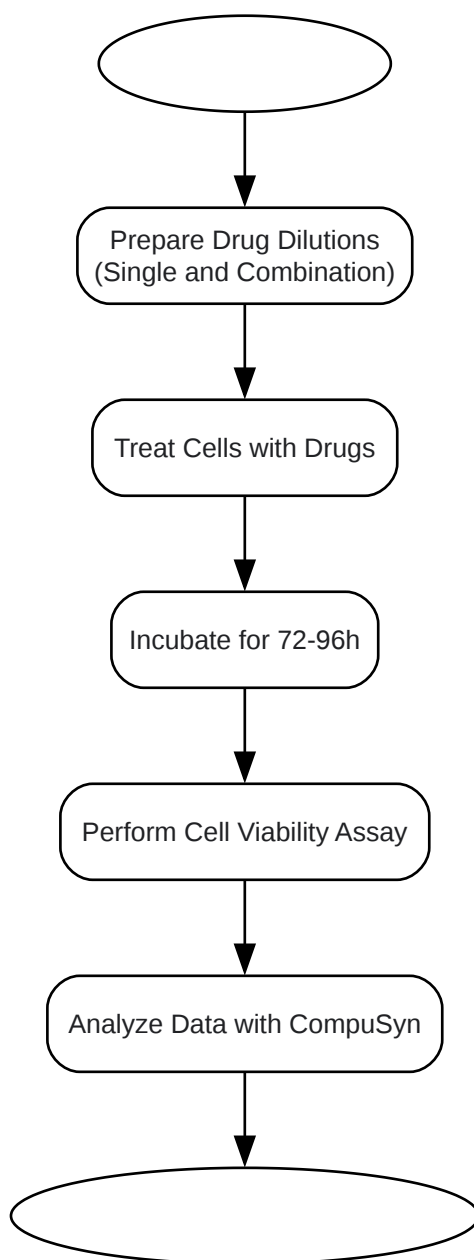 Prepare Drug Dilutions
(Single and Combination)
Treat Cells with Drugs
Incubate for 72-96h
Perform Cell Viability Assay
Analyze Data with CompuSyn